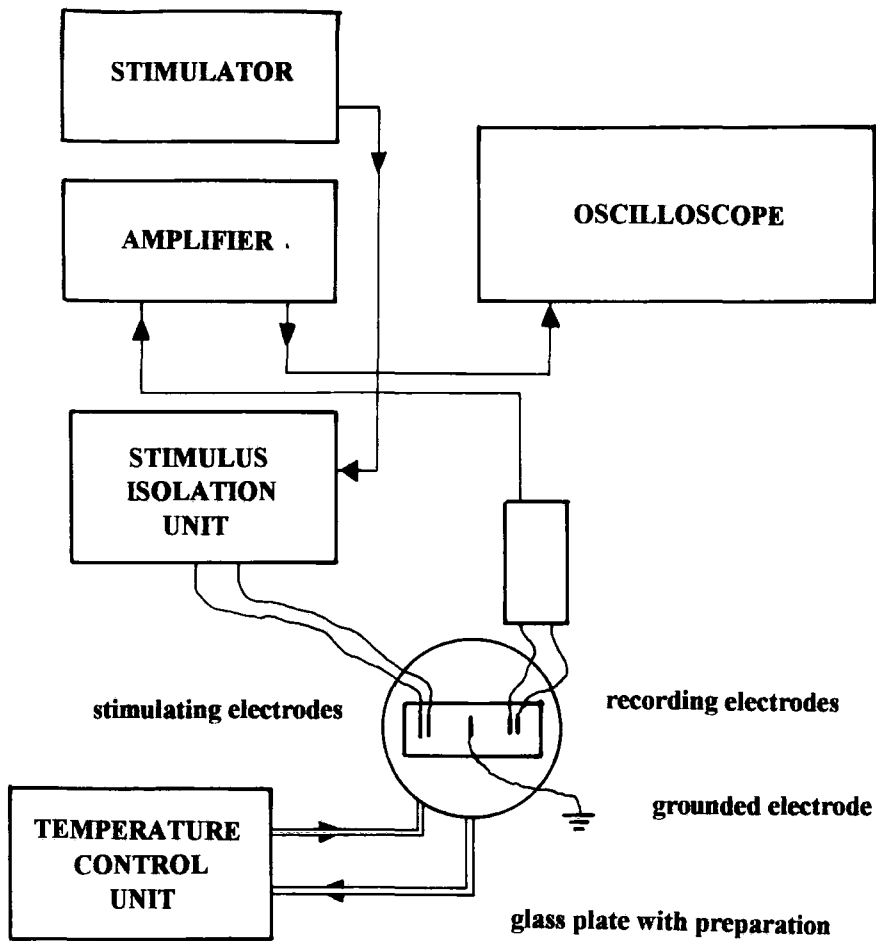 STIMULATOR
AMPLIFIER
OSCILLOSCOPE
STIMULUS
ISOLATION
UNIT
stimulating electrodes
recording electrodes
grounded electrode
TEMPERATURE
CONTROL
UNIT
glass plate with preparation